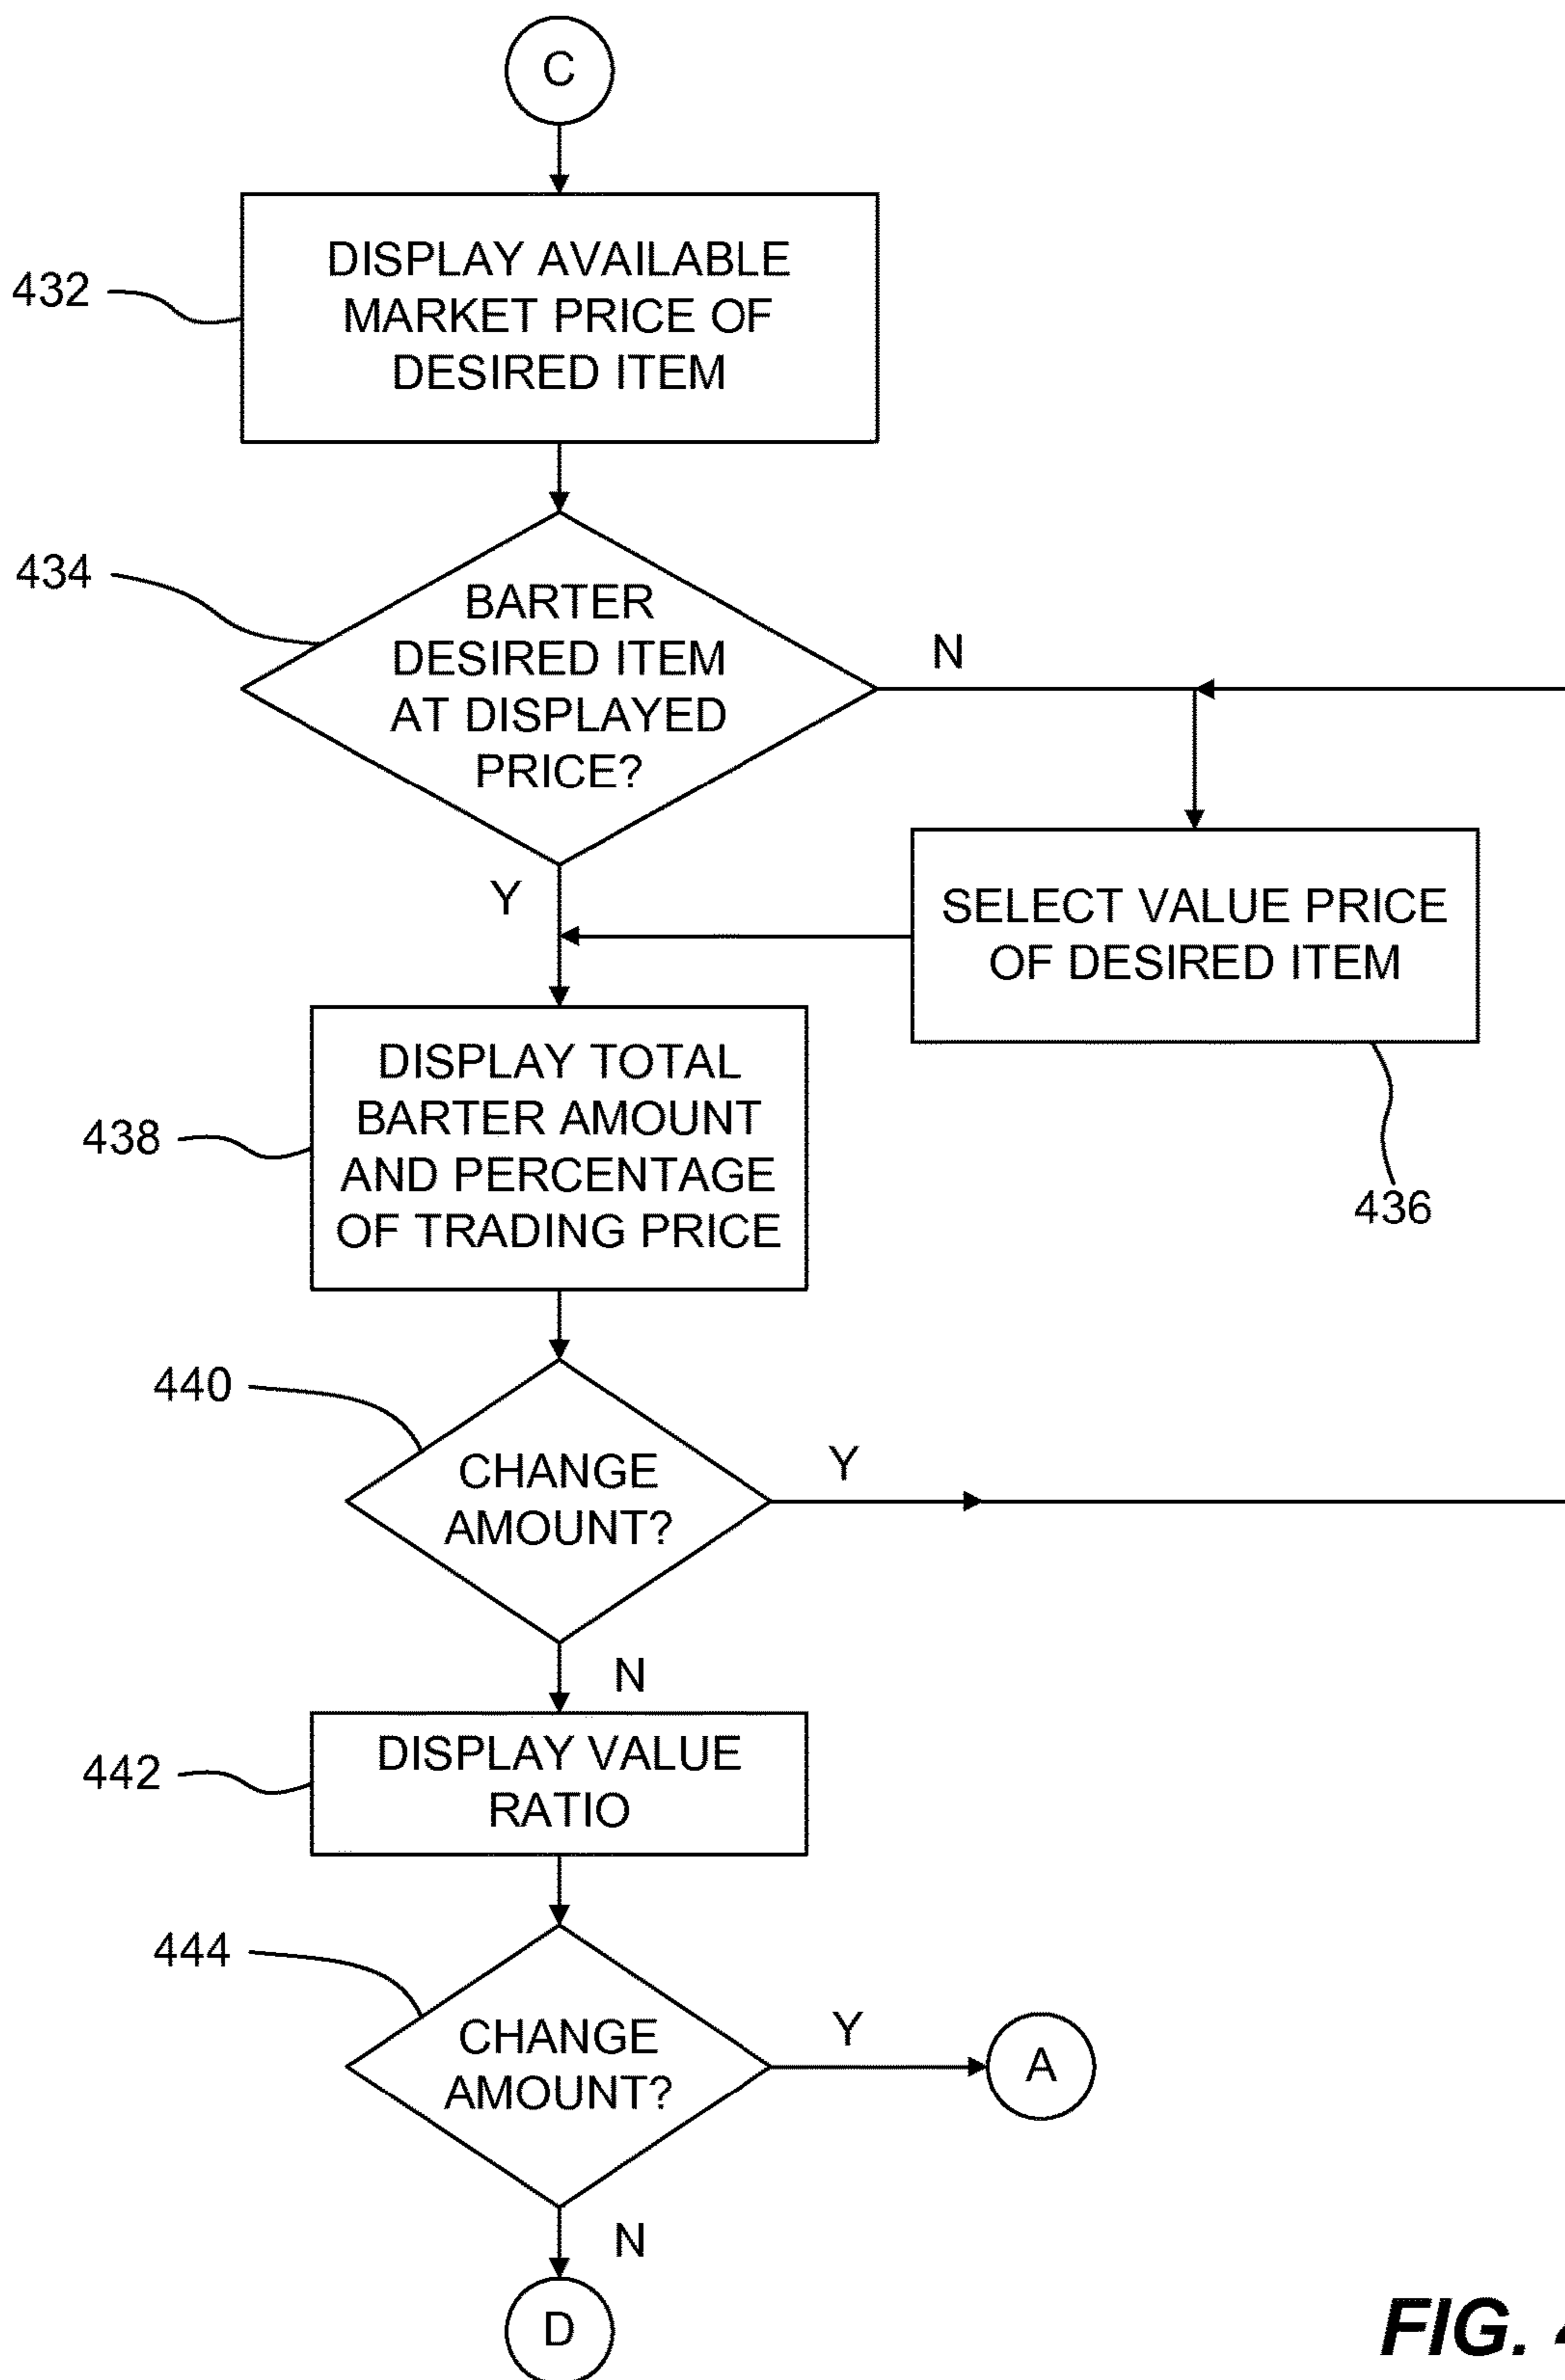 C
432
DISPLAY AVAILABLE
MARKET PRICE OF
DESIRED ITEM
434
BARTER
DESIRED ITEM
AT DISPLAYED
PRICE?
N
Y
SELECT VALUE PRICE
OF DESIRED ITEM
436
438
DISPLAY TOTAL
BARTER AMOUNT
AND PERCENTAGE
OF TRADING PRICE
440
CHANGE
AMOUNT?
Y
N
442
DISPLAY VALUE
RATIO
444
CHANGE
AMOUNT?
Y
A
N
D
FIG.